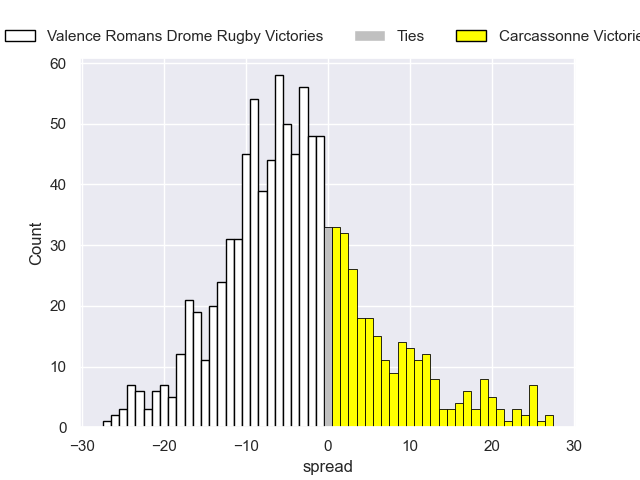 Valence Romans Drome Rugby Victories Ties Carcassonne Victorie
60
50
40
30
20
10
0
Count
−30 −20 −10 0 10 20 30
spread